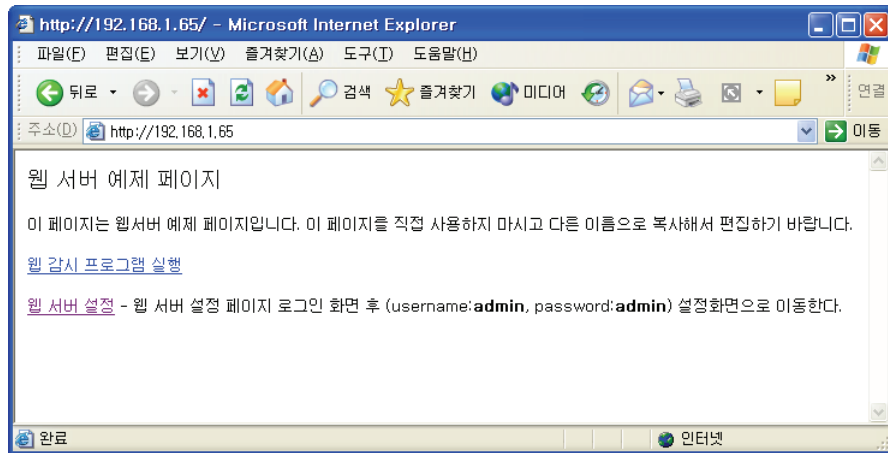 http://192.168.1.65/ - Microsoft Internet Explorer
파일(F) 편집(E) 보기(V) 즐겨찾기(A) 도구(T) 도움말(H)
뒤로 검색 즐겨찾기 미디어 » 연결
주소(D) http://192.168.1.65 이동
웹 서버 예제 페이지
이 페이지는 웹서버 예제 페이지입니다. 이 페이지를 직접 사용하지 마시고 다른 이름으로 복사해서 편집하기 바랍니다.
웹 감시 프로그램 실행
웹 서버 설정 - 웹 서버 설정 페이지 로그인 화면 후 (username:admin, password:admin) 설정화면으로 이동한다.
완료 인터넷